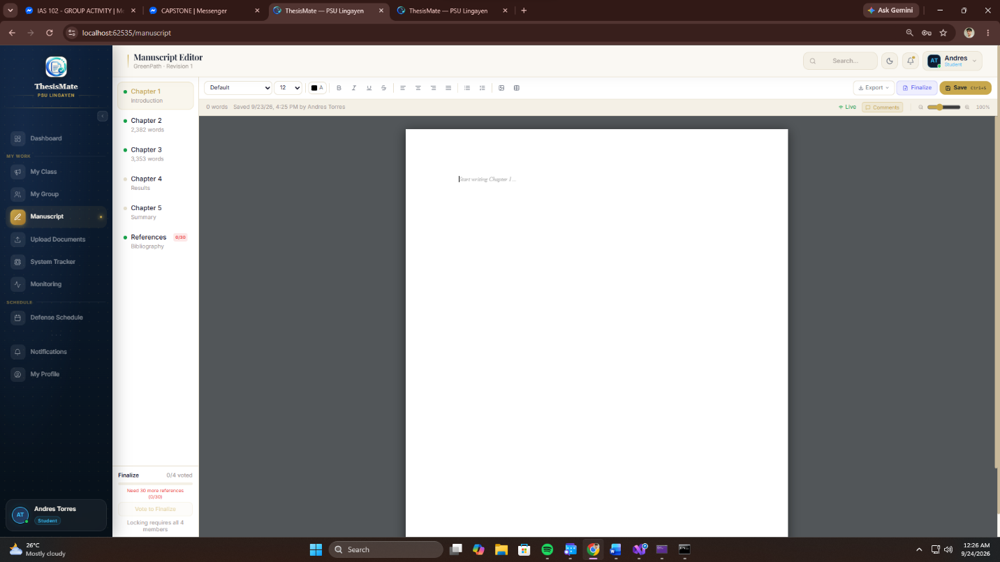 IAS 102 - GROUP ACTIVITY | Me
CAPSTONE | Messenger
ThesisMate — PSU Lingayen
ThesisMate — PSU Lingayen
Ask Gemini
localhost:62535/manuscript
ThesisMate
PSU LINGAYEN
Dashboard
MY WORK
My Class
My Group
Manuscript
Upload Documents
System Tracker
Monitoring
SCHEDULE
Defense Schedule
Notifications
My Profile
AT
Andres Torres
Student
Manuscript Editor
GreenPath · Revision 1
Search...
AT
Andres
Student
Chapter 1
Introduction
Chapter 2
2,382 words
Chapter 3
3,353 words
Chapter 4
Results
Chapter 5
Summary
References 0/30
Bibliography
Finalize 0/4 voted
Need 30 more references
(0/30)
Vote to Finalize
Locking requires all 4
members
Default 12 A B I U S
Export Finalize Save Ctrl+S
0 words Saved 9/23/26, 4:25 PM by Andres Torres
Live Comments 100%
Start writing Chapter 1...
26°C
Mostly cloudy
Search
12:26 AM
9/24/2026